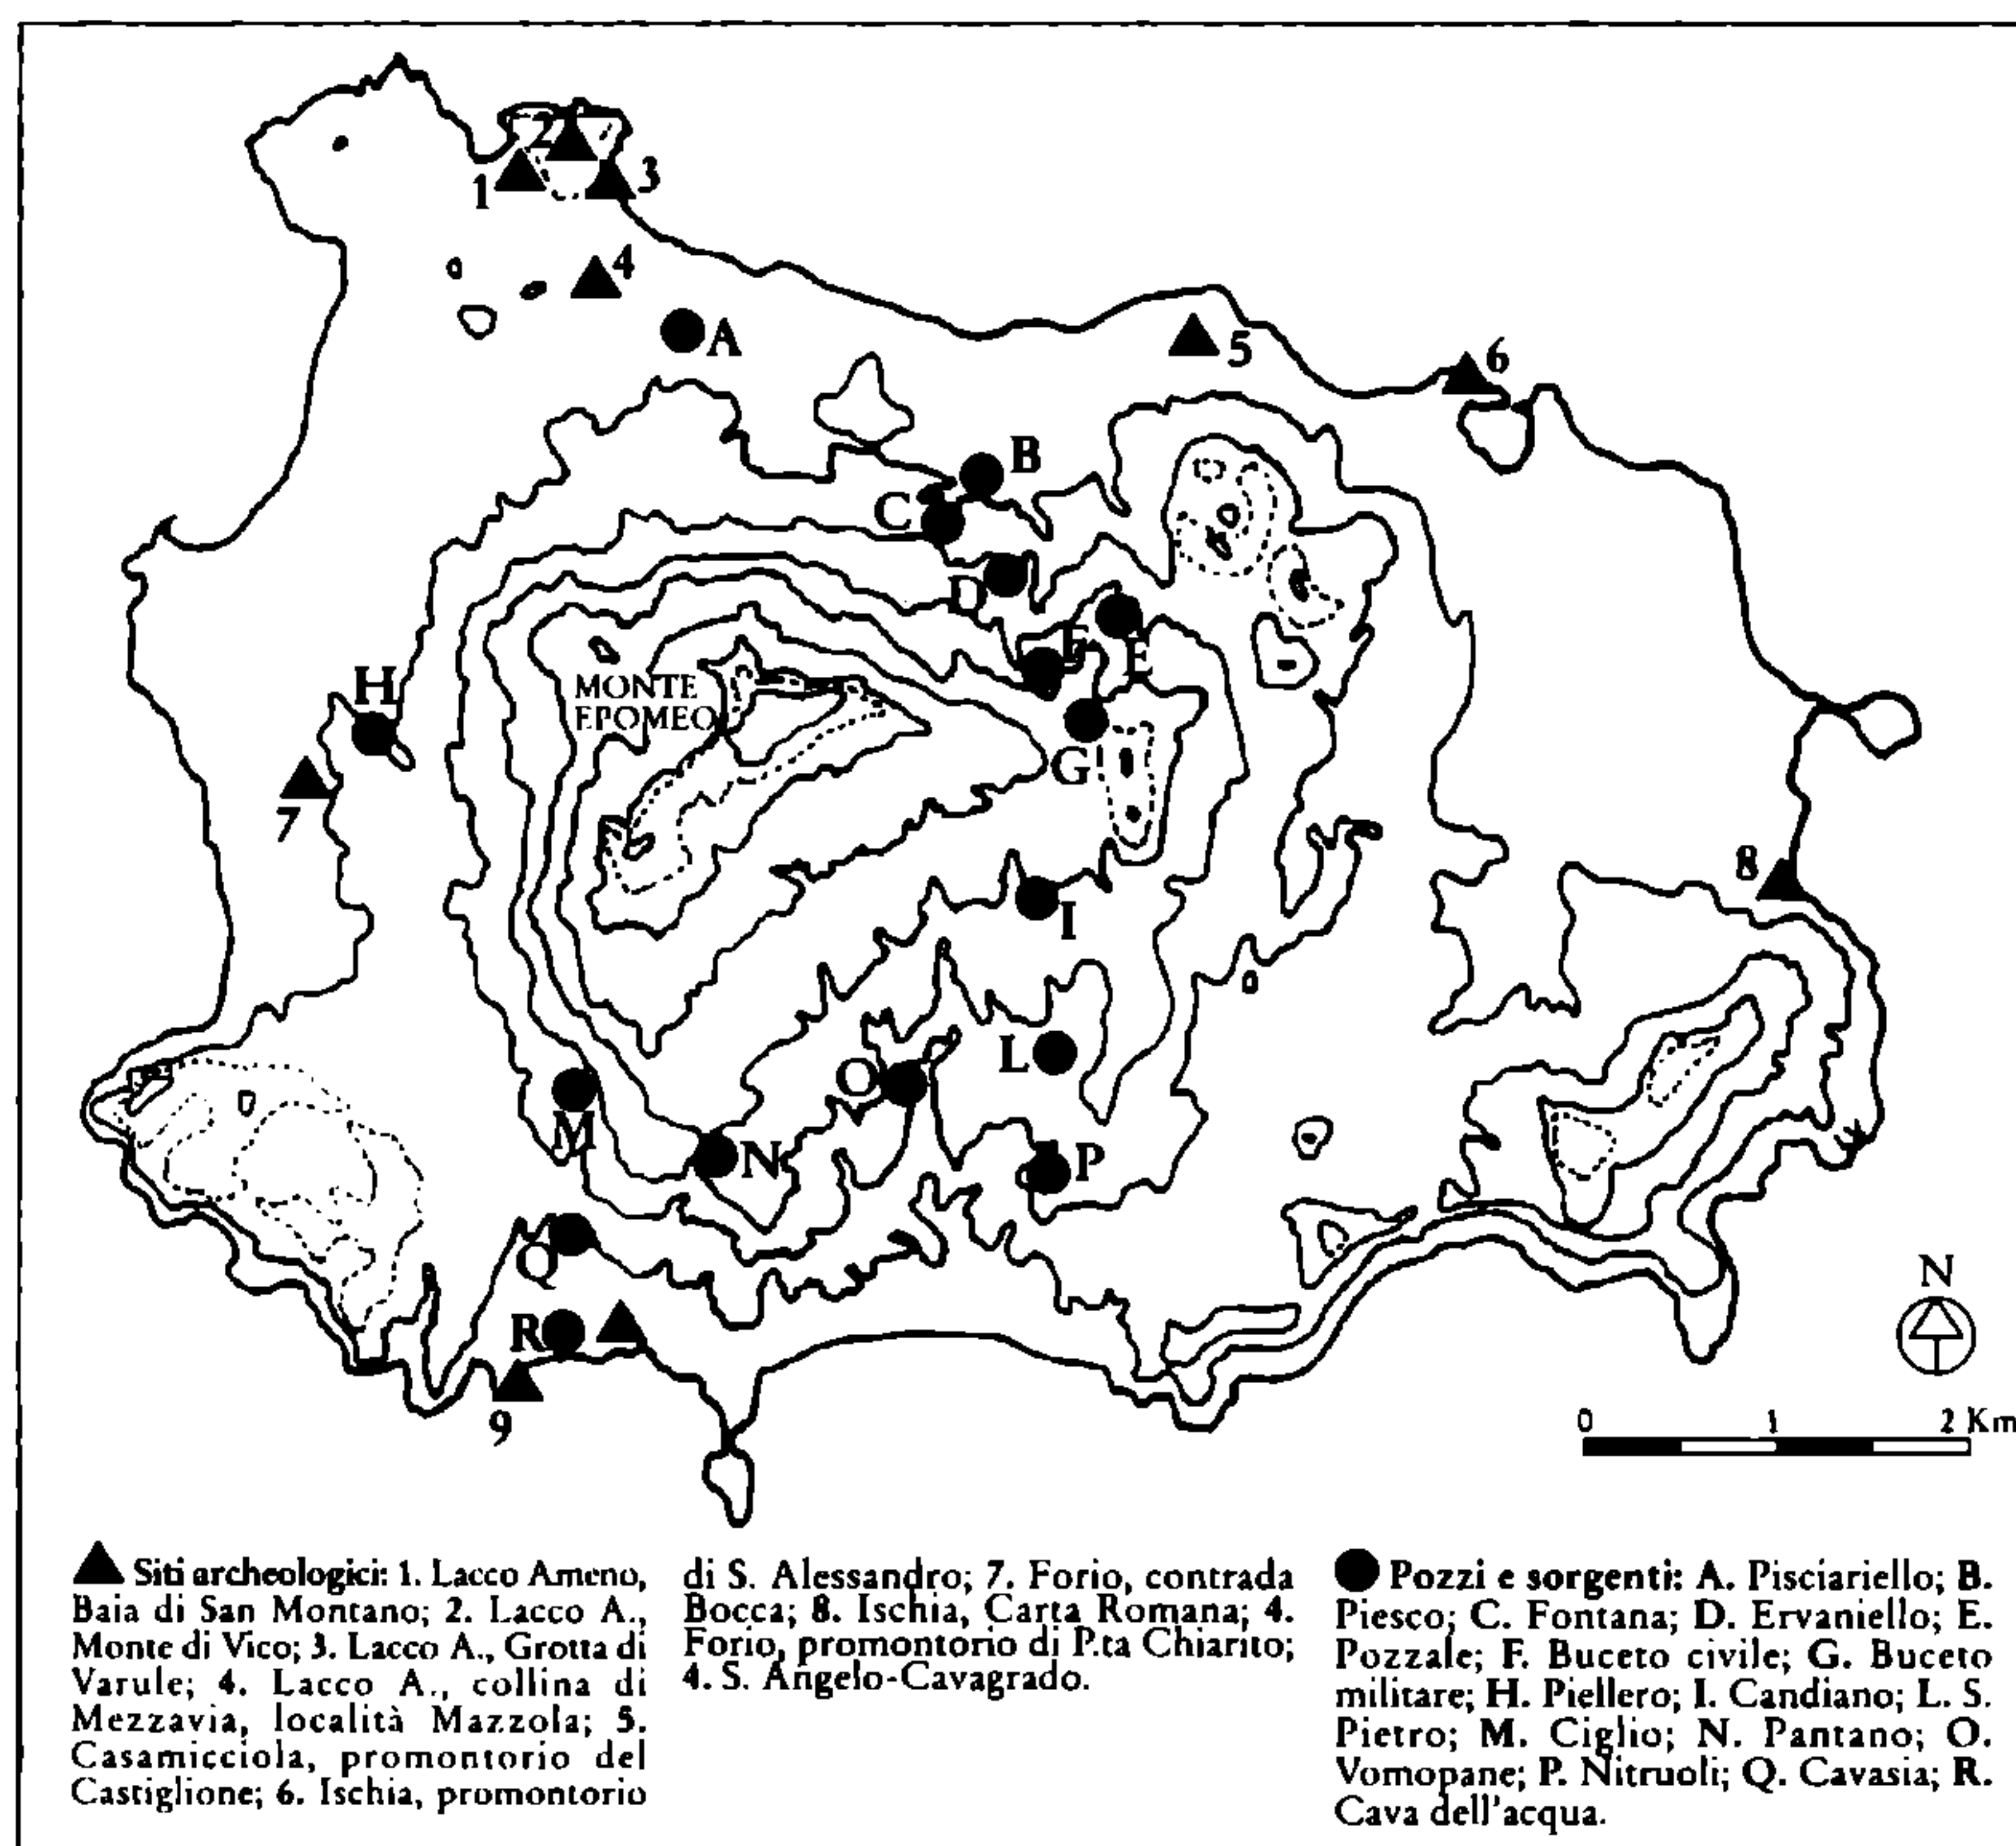 2
1
3
4
A
5
6
B
C
D
E
F
H
MONTE
EPOMEO
G
7
8
I
L
O
M
N
P
Q
R
9
N
0 1 2 Km
Siti archeologici: 1. Lacco Ameno,
Baia di San Montano; 2. Lacco A.,
Monte di Vico; 3. Lacco A., Grotta di
Varule; 4. Lacco A., collina di
Mezzavia, località Mazzola; 5.
Casamicciola, promontorio del
Castiglione; 6. Ischia, promontorio
di S. Alessandro; 7. Forio, contrada
Bocca; 8. Ischia, Carta Romana; 4.
Forio, promontorio di P.ta Chiarito;
4. S. Angelo-Cavagrado.
Pozzi e sorgenti: A. Pisciariello; B.
Piesco; C. Fontana; D. Ervaniello; E.
Pozzale; F. Buceto civile; G. Buceto
militare; H. Piellero; I. Candiano; L. S.
Pietro; M. Ciglio; N. Pantano; O.
Vomopane; P. Nitruoli; Q. Cavasia; R.
Cava dell'acqua.